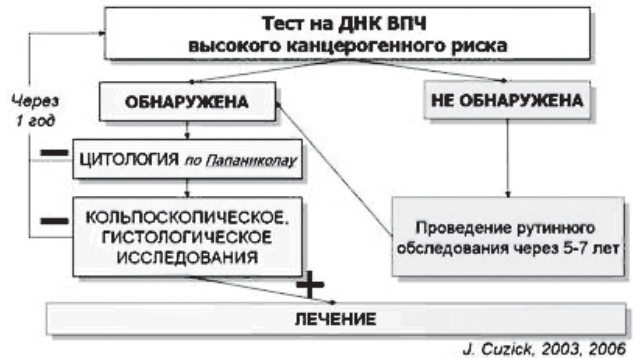 Тест на ДНК ВПЧ
высокого канцерогенного риска
Через
1 год
ОБНАРУЖЕНА
НЕ ОБНАРУЖЕНА
ЦИТОЛОГИЯ по Папаниколау
КОЛЬПОСКОПИЧЕСКОЕ,
ГИСТОЛОГИЧЕСКОЕ
ИССЛЕДОВАНИЯ
Проведение рутинного
обследования через 5-7 лет
ЛЕЧЕНИЕ
J. Cuzick, 2003, 2006